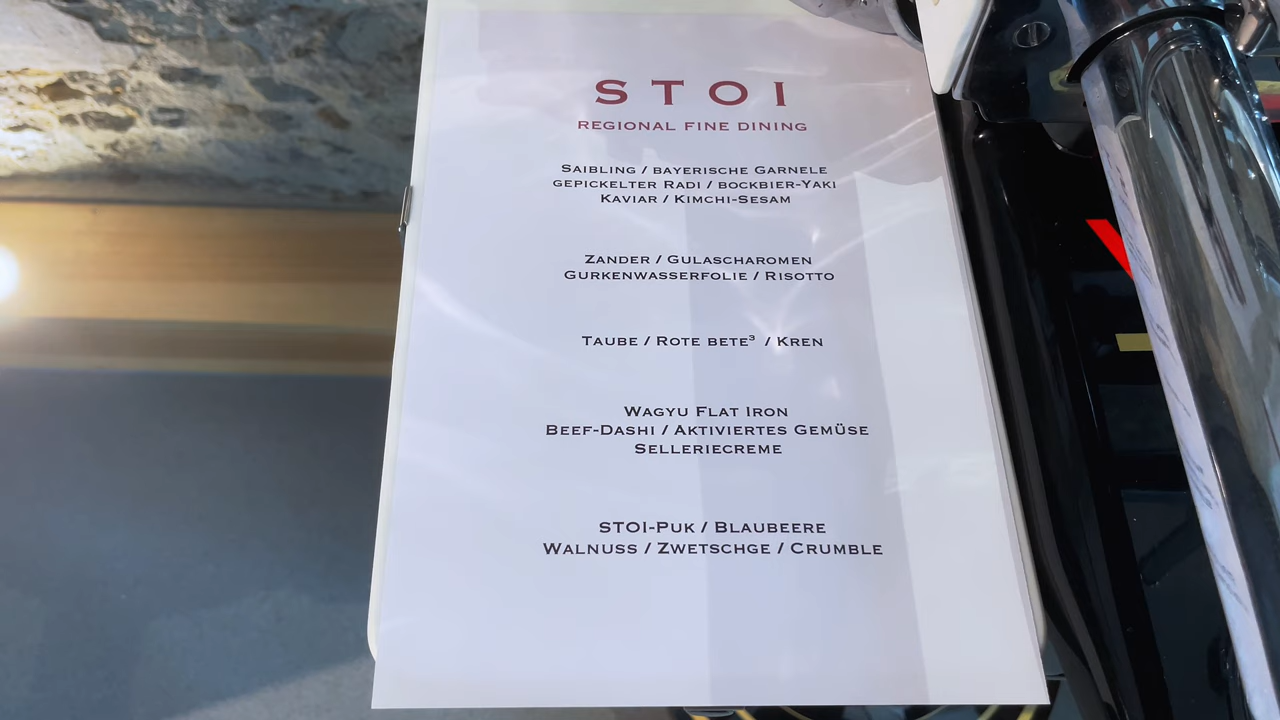 STOI
REGIONAL FINE DINING
SAIBLING / BAYERISCHE GARNELE
GEPICKELTER RADI / BOCKBIER-YAKI
KAVIAR / KIMCHI-SESAM
ZANDER / GULASCHAROMEN
GURKENWASSERFOLIE / RISOTTO
TAUBE / ROTE BETE³ / KREN
WAGYU FLAT IRON
BEEF-DASHI / AKTIVIERTES GEMÜSE
SELLERIECREME
STOI-PUK / BLAUBEERE
WALNUSS / ZWETSCHGE / CRUMBLE